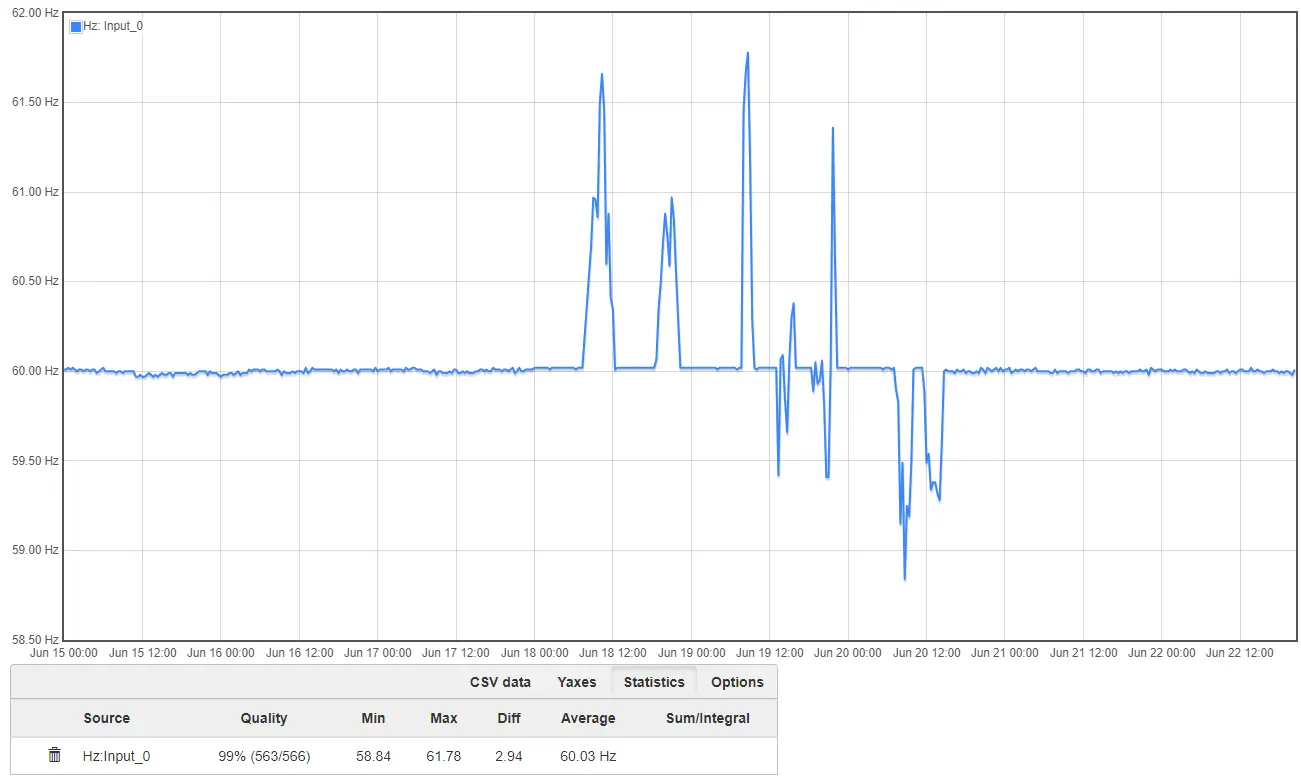 62.00 Hz
Hz: Input_0
61.50 Hz
61.00 Hz
60.50 Hz
60.00 Hz
59.50 Hz
59.00 Hz
58.50 Hz
Jun 15 00:00 Jun 15 12:00 Jun 16 00:00 Jun 16 12:00 Jun 17 00:00 Jun 17 12:00 Jun 18 00:00 Jun 18 12:00 Jun 19 00:00 Jun 19 12:00 Jun 20 00:00 Jun 20 12:00 Jun 21 00:00 Jun 21 12:00 Jun 22 00:00 Jun 22 12:00
CSV data Yaxes Statistics Options
Source Quality Min Max Diff Average Sum/Integral
Hz:Input_0 99% (563/566) 58.84 61.78 2.94 60.03 Hz